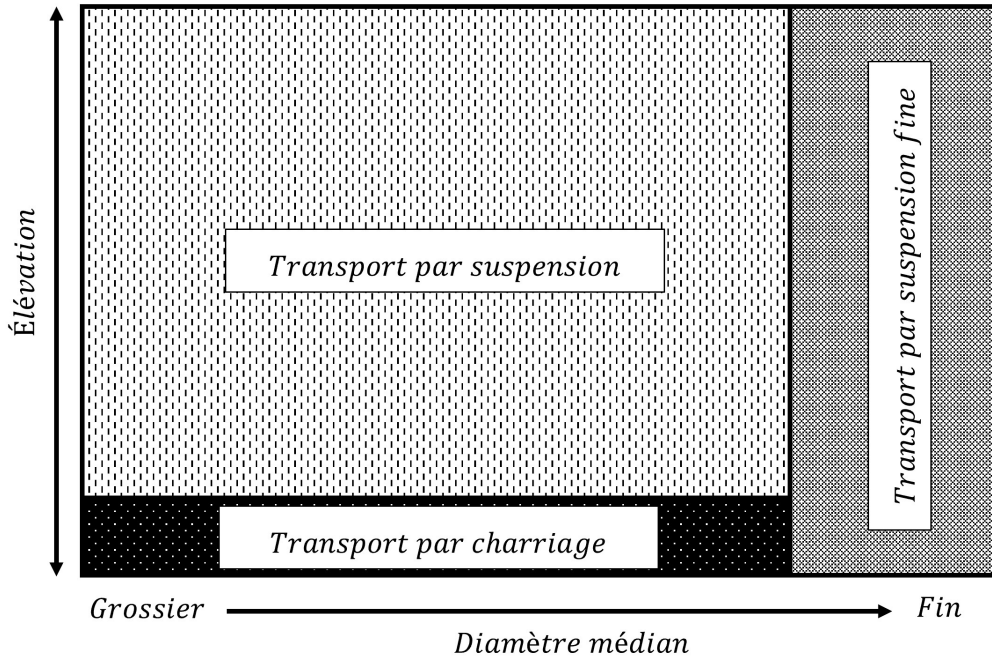 Élévation
Transport par suspension
Transport par suspension fine
Transport par charriage
Grossier
Fin
Diamètre médian